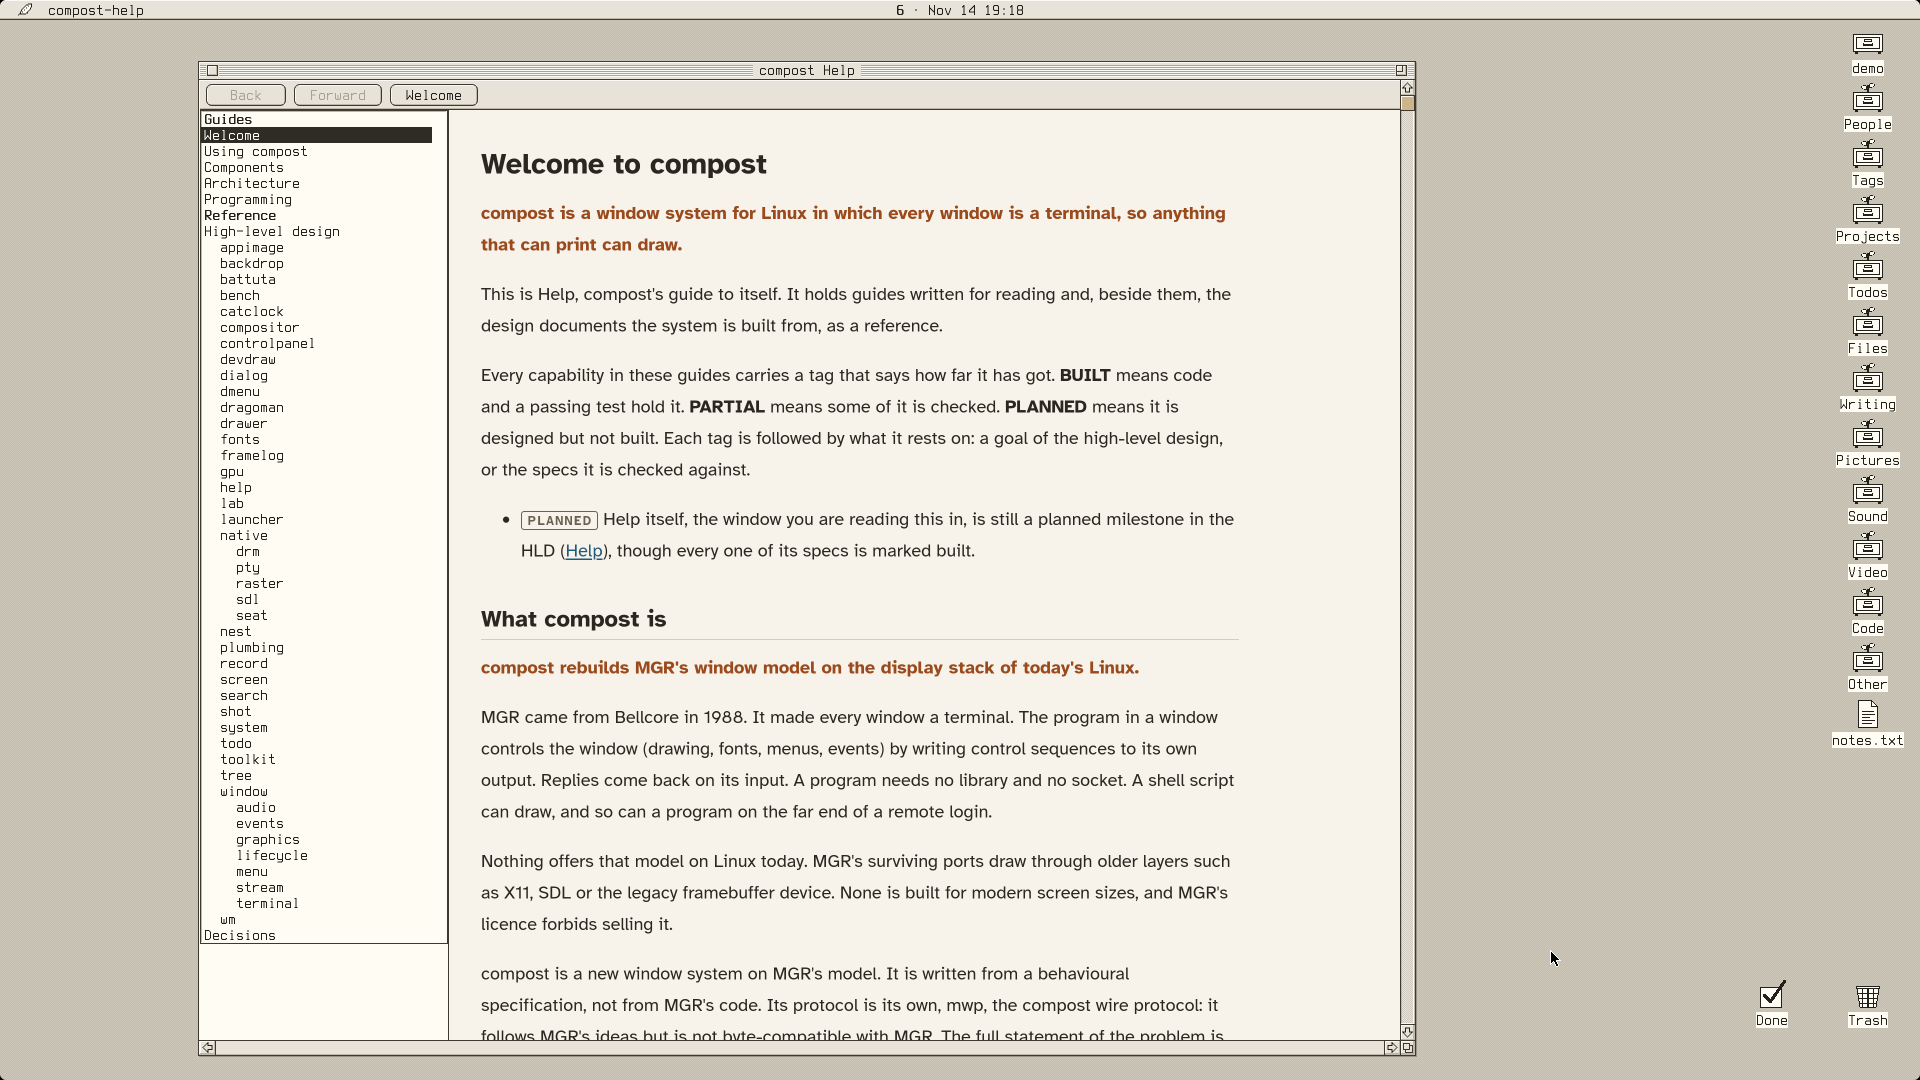 compost-help
6 · Nov 14 19:18
compost Help
Back
Forward
Welcome
Guides
Welcome
Using compost
Components
Architecture
Programming
Reference
High-level design
appimage
backdrop
battuta
bench
catclock
compositor
controlpanel
devdraw
dialog
dmenu
dragoman
drawer
fonts
framelog
gpu
help
lab
launcher
native
drm
pty
raster
sdl
seat
nest
plumbing
record
screen
search
shot
system
todo
toolkit
tree
window
audio
events
graphics
lifecycle
menu
stream
terminal
wm
Decisions
Welcome to compost
compost is a window system for Linux in which every window is a terminal, so anything
that can print can draw.
This is Help, compost's guide to itself. It holds guides written for reading and, beside them, the
design documents the system is built from, as a reference.
Every capability in these guides carries a tag that says how far it has got. BUILT means code
and a passing test hold it. PARTIAL means some of it is checked. PLANNED means it is
designed but not built. Each tag is followed by what it rests on: a goal of the high-level design,
or the specs it is checked against.
• PLANNED Help itself, the window you are reading this in, is still a planned milestone in the
HLD (Help), though every one of its specs is marked built.
What compost is
compost rebuilds MGR's window model on the display stack of today's Linux.
MGR came from Bellcore in 1988. It made every window a terminal. The program in a window
controls the window (drawing, fonts, menus, events) by writing control sequences to its own
output. Replies come back on its input. A program needs no library and no socket. A shell script
can draw, and so can a program on the far end of a remote login.
Nothing offers that model on Linux today. MGR's surviving ports draw through older layers such
as X11, SDL or the legacy framebuffer device. None is built for modern screen sizes, and MGR's
licence forbids selling it.
compost is a new window system on MGR's model. It is written from a behavioural
specification, not from MGR's code. Its protocol is its own, mwp, the compost wire protocol: it
follows MGR's ideas but is not byte-compatible with MGR. The full statement of the problem is
demo
People
Tags
Projects
Todos
Files
Writing
Pictures
Sound
Video
Code
Other
notes.txt
Done
Trash